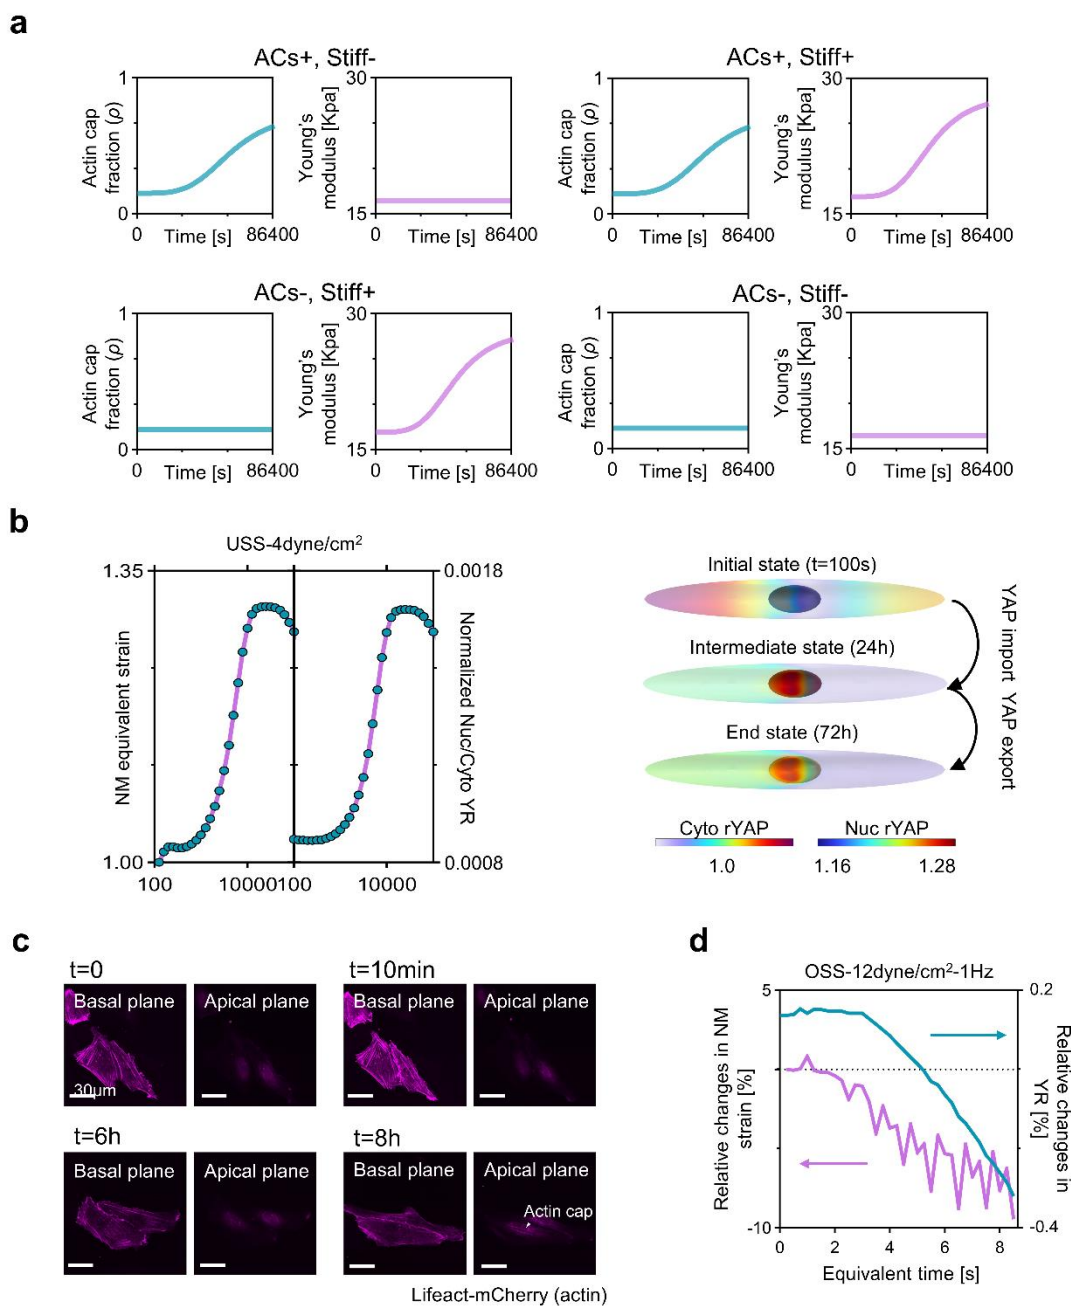 a
ACs+, Stiff-
ACs+, Stiff+
Actin cap
fraction (ρ)
1
0
0
Time [s]
86400
Young's
modulus [Kpa]
30
15
0
Time [s]
86400
Actin cap
fraction (ρ)
1
0
0
Time [s]
86400
Young's
modulus [Kpa]
30
15
0
Time [s]
86400
ACs-, Stiff+
ACs-, Stiff-
Actin cap
fraction (ρ)
1
0
0
Time [s]
86400
Young's
modulus [Kpa]
30
15
0
Time [s]
86400
Actin cap
fraction (ρ)
1
0
0
Time [s]
86400
Young's
modulus [Kpa]
30
15
0
Time [s]
86400
b
USS-4dyne/cm²
1.35
NM equivalent strain
1.00
100
10000
100
10000
0.0018
Normalized Nuc/Cyto YR
0.0008
Initial state (t=100s)
Intermediate state (24h)
End state (72h)
YAP import
YAP export
Cyto rYAP
1.0
Nuc rYAP
1.16
1.28
c
t=0
Basal plane
30μm
Apical plane
t=10min
Basal plane
Apical plane
t=6h
Basal plane
Apical plane
t=8h
Basal plane
Apical plane
Actin cap
Lifeact-mCherry (actin)
d
OSS-12dyne/cm²-1Hz
5
-10
Relative changes in NM
strain [%]
0.2
-0.4
Relative changes in
YR [%]
0
2
4
6
8
Equivalent time [s]